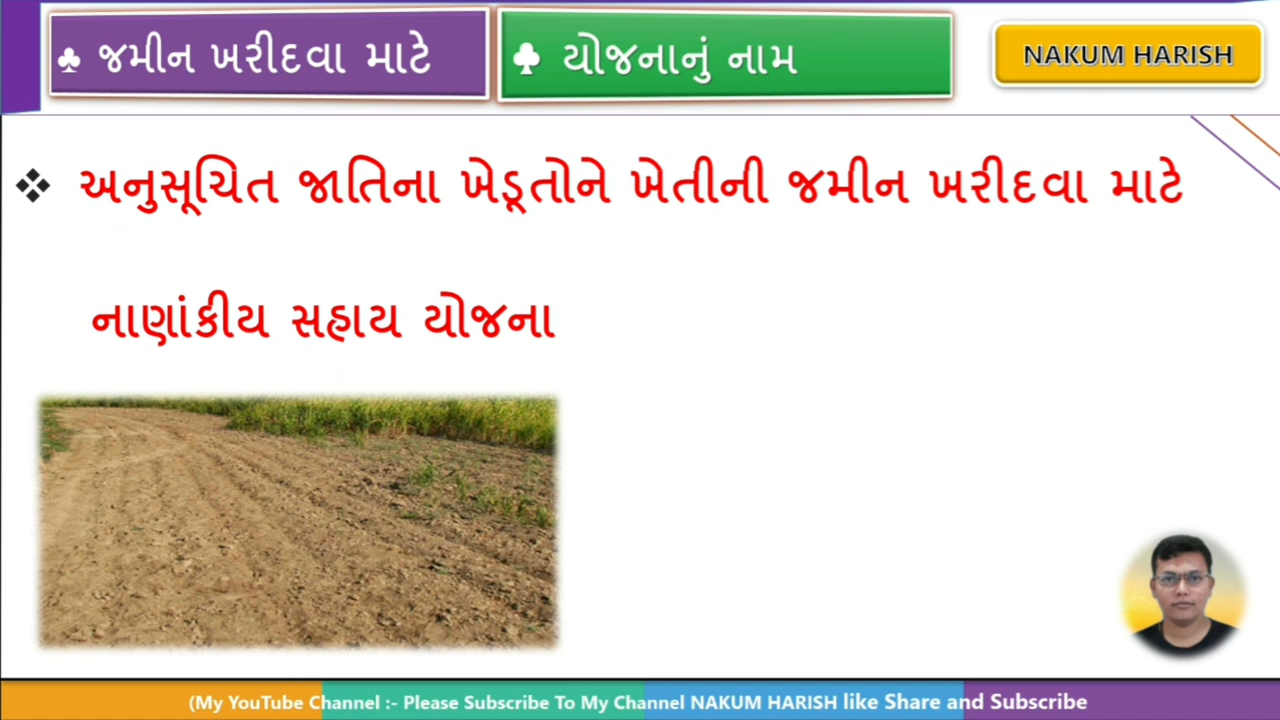 ♣ જમીન ખરીદવા માટે
♣ યોજનાનું નામ
NAKUM HARISH
❖ અનુસૂચિત જાતિના ખેડૂતોને ખેતીની જમીન ખરીદવા માટે
નાણાંકીય સહાય યોજના
(My YouTube Channel :- Please Subscribe To My Channel NAKUM HARISH like Share and Subscribe